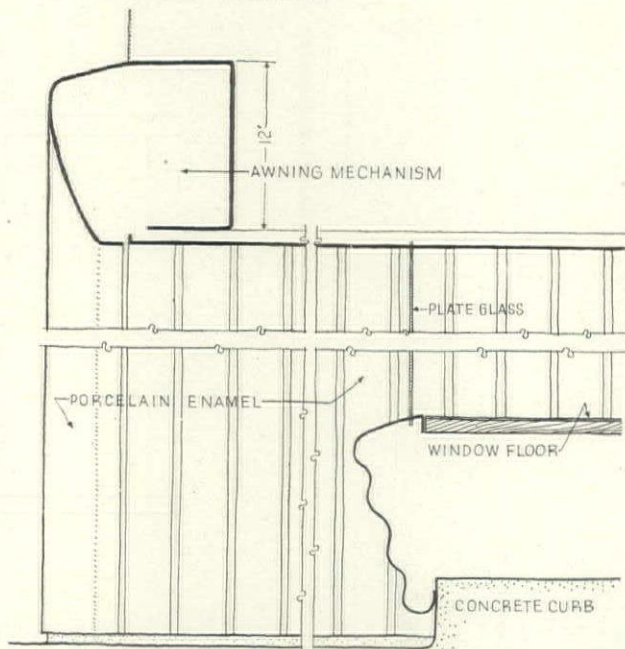 12"
AWNING MECHANISM
PLATE GLASS
PORCELAIN ENAMEL
WINDOW FLOOR
CONCRETE CURB